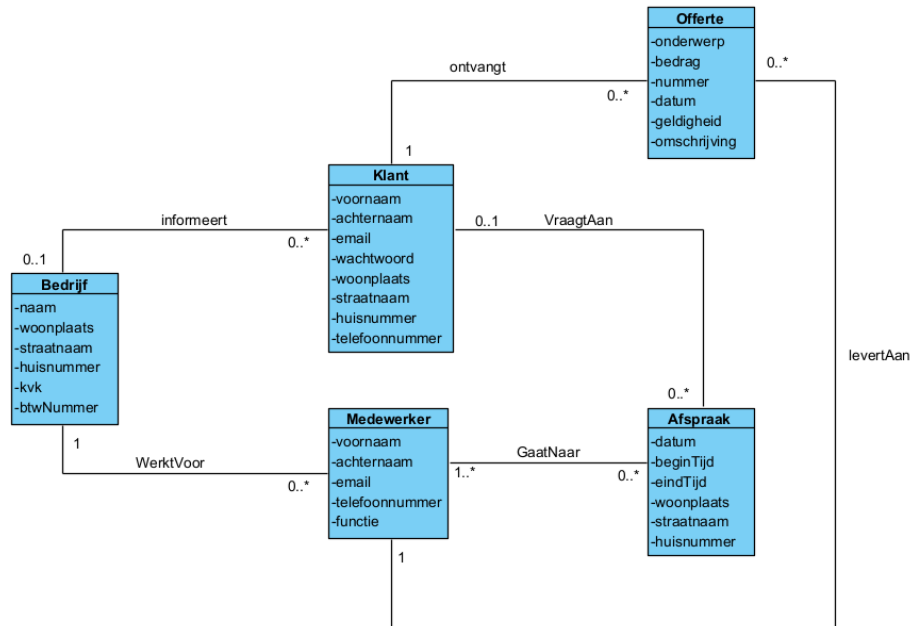 Offerte
-onderwerp
-bedrag
-nummer
-datum
-geldigheid
-omschrijving
ontvangt
0..*
0..*
1
Klant
-voornaam
-achternaam
-email
-wachtwoord
-woonplaats
-straatnaam
-huisnummer
-telefoonnummer
informeert
0..*
0..1
0..1
VraagtAan
0..*
Bedrijf
-naam
-woonplaats
-straatnaam
-huisnummer
-kvk
-btwNummer
levertAan
1
WerktVoor
0..*
Medewerker
-voornaam
-achternaam
-email
-telefoonnummer
-functie
1
GaatNaar
1..*
0..*
Afspraak
-datum
-beginTijd
-eindTijd
-woonplaats
-straatnaam
-huisnummer